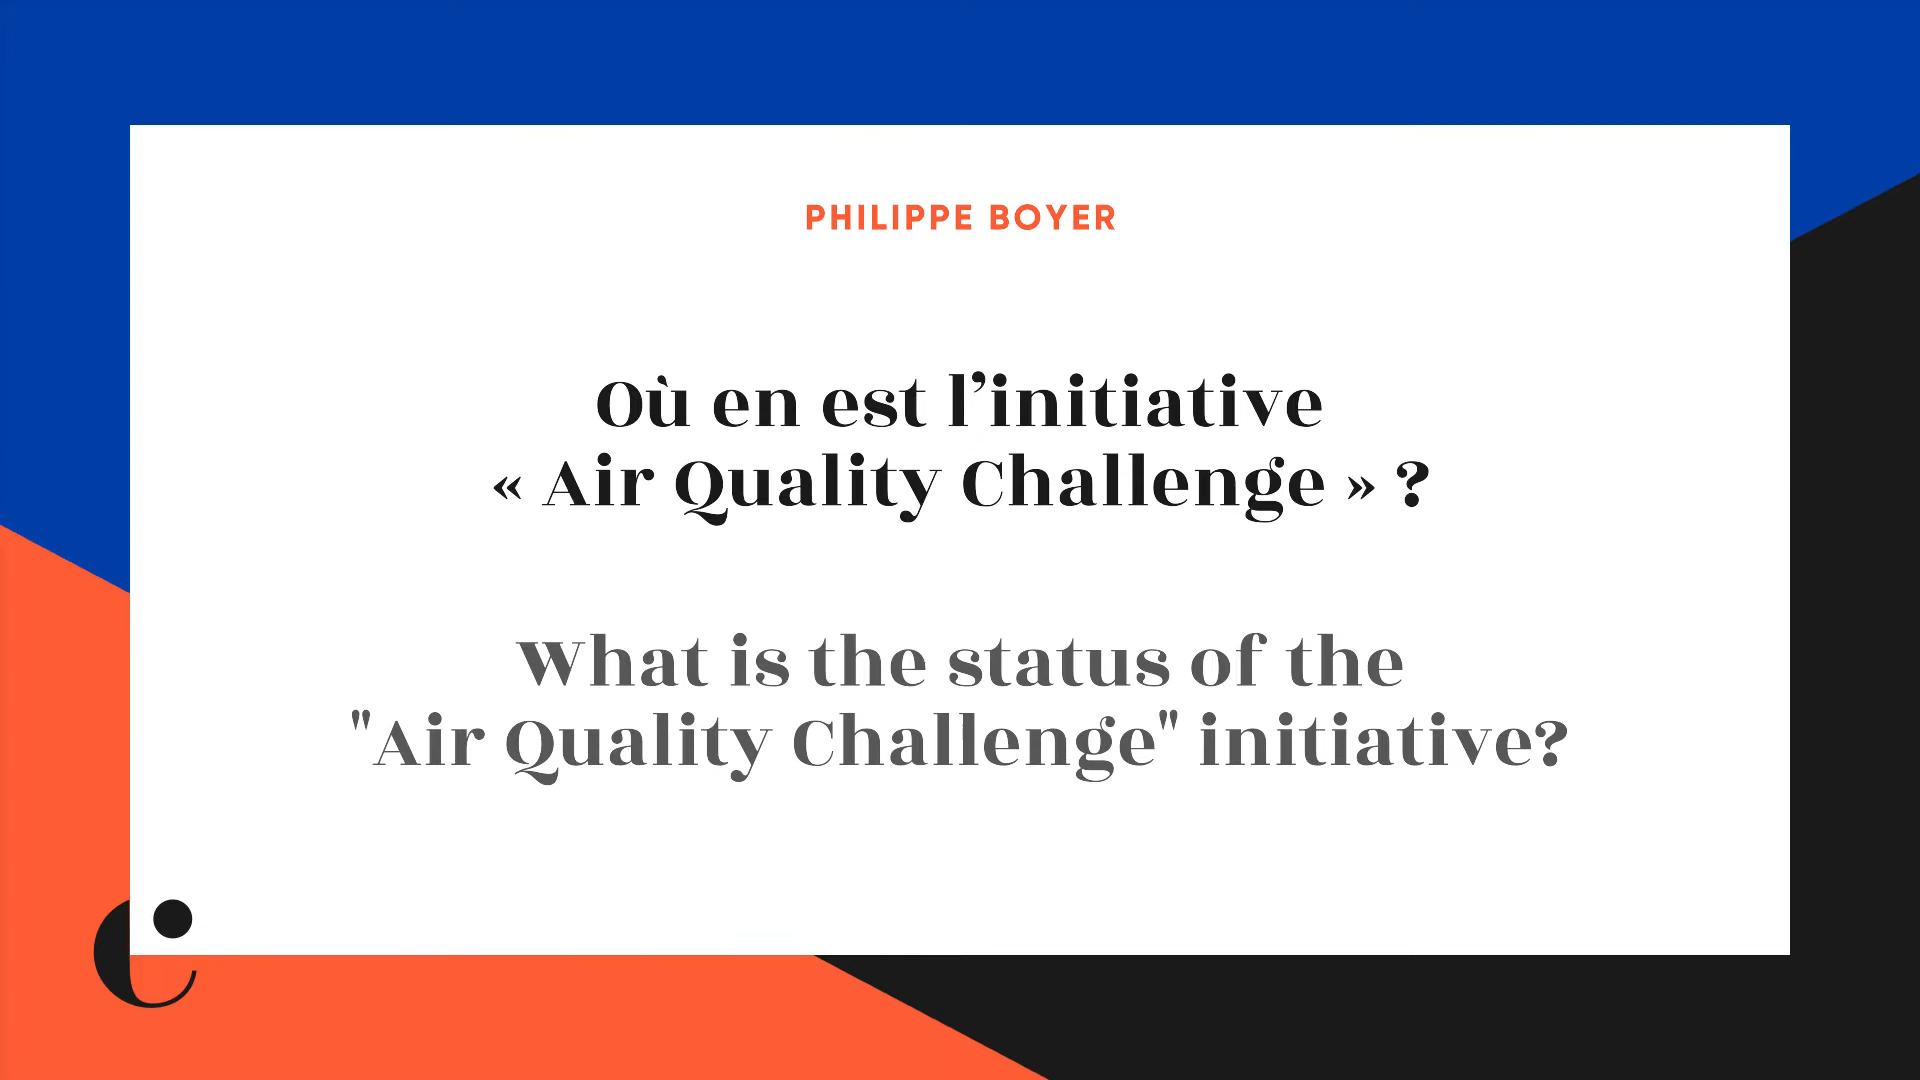 PHILIPPE BOYER
Où en est l’initiative
« Air Quality Challenge » ?
What is the status of the
"Air Quality Challenge" initiative?